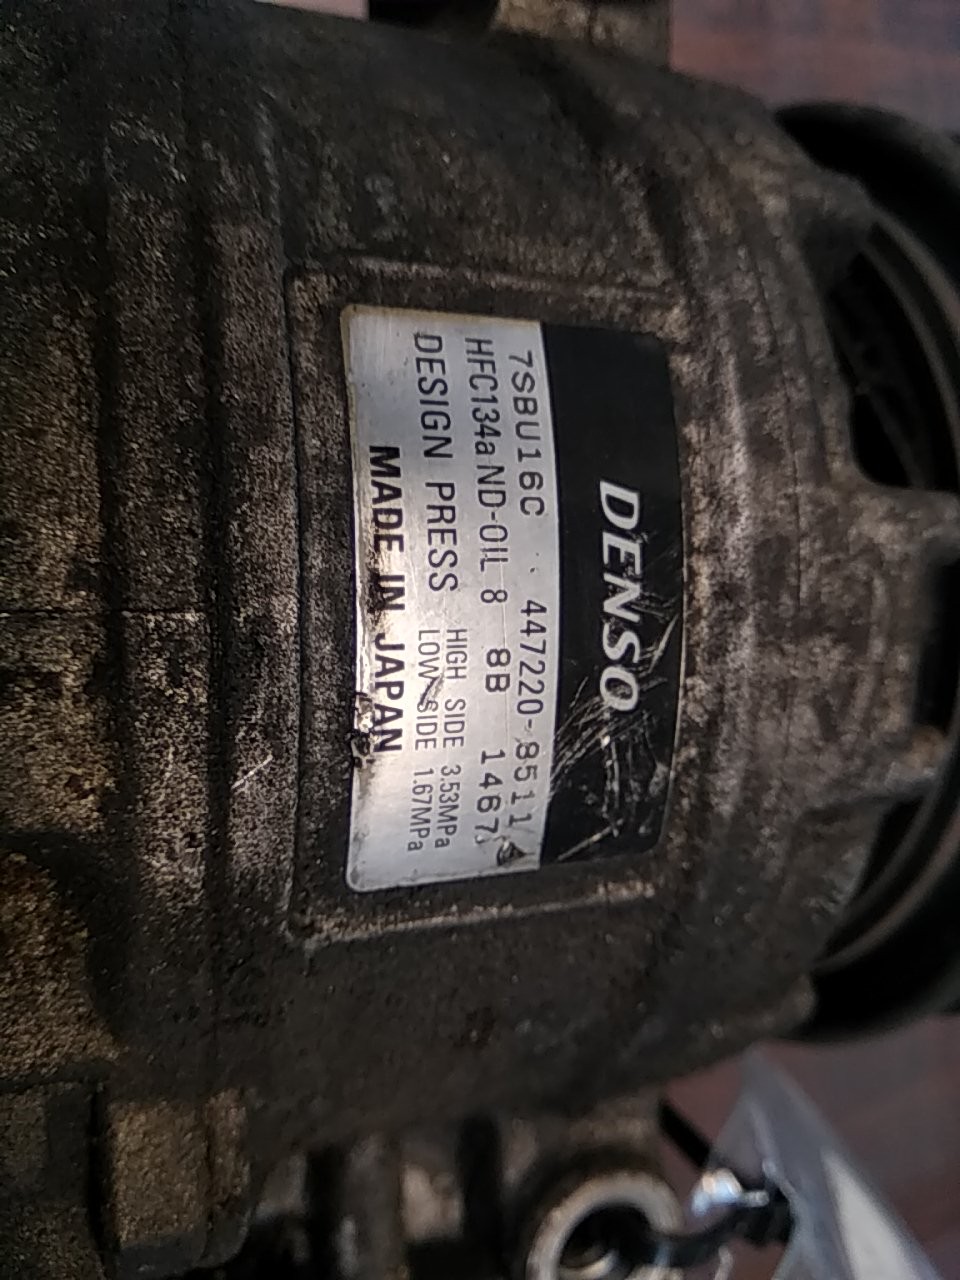 DENSO
7SBU16C 447220-8511
HFC134a ND-OIL 8 8B 1467
DESIGN PRESS HIGH SIDE 3.53MPa
LOW SIDE 1.67MPa
MADE IN JAPAN